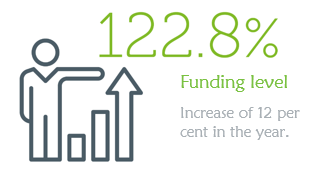 122.8%
Funding level
Increase of 12 per
cent in the year.